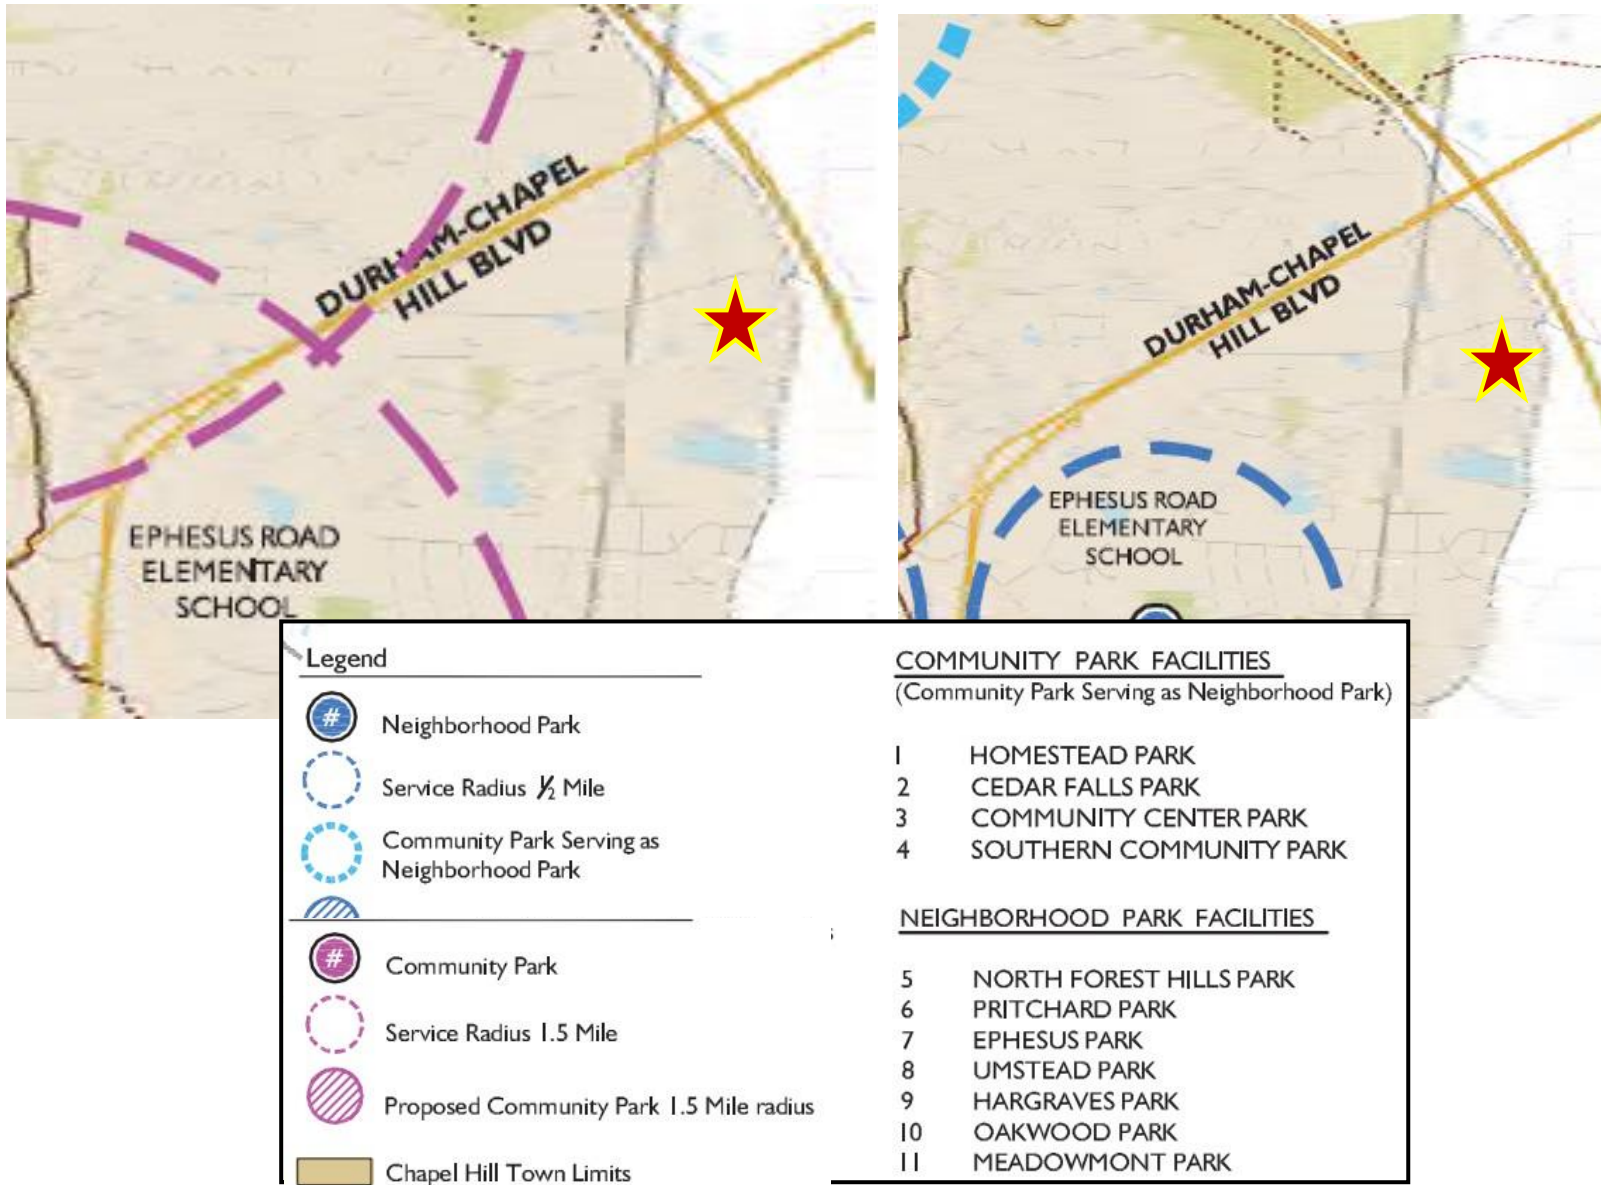 DURHAM-CHAPEL
HILL BLVD
EPHESUS ROAD
ELEMENTARY
SCHOOL
DURHAM-CHAPEL
HILL BLVD
EPHESUS ROAD
ELEMENTARY
SCHOOL
Legend
# Neighborhood Park
Service Radius ½ Mile
Community Park Serving as
Neighborhood Park
# Community Park
Service Radius 1.5 Mile
Proposed Community Park 1.5 Mile radius
Chapel Hill Town Limits
COMMUNITY PARK FACILITIES
(Community Park Serving as Neighborhood Park)
1 HOMESTEAD PARK
2 CEDAR FALLS PARK
3 COMMUNITY CENTER PARK
4 SOUTHERN COMMUNITY PARK
NEIGHBORHOOD PARK FACILITIES
5 NORTH FOREST HILLS PARK
6 PRITCHARD PARK
7 EPHESUS PARK
8 UMSTEAD PARK
9 HARGRAVES PARK
10 OAKWOOD PARK
11 MEADOWMONT PARK